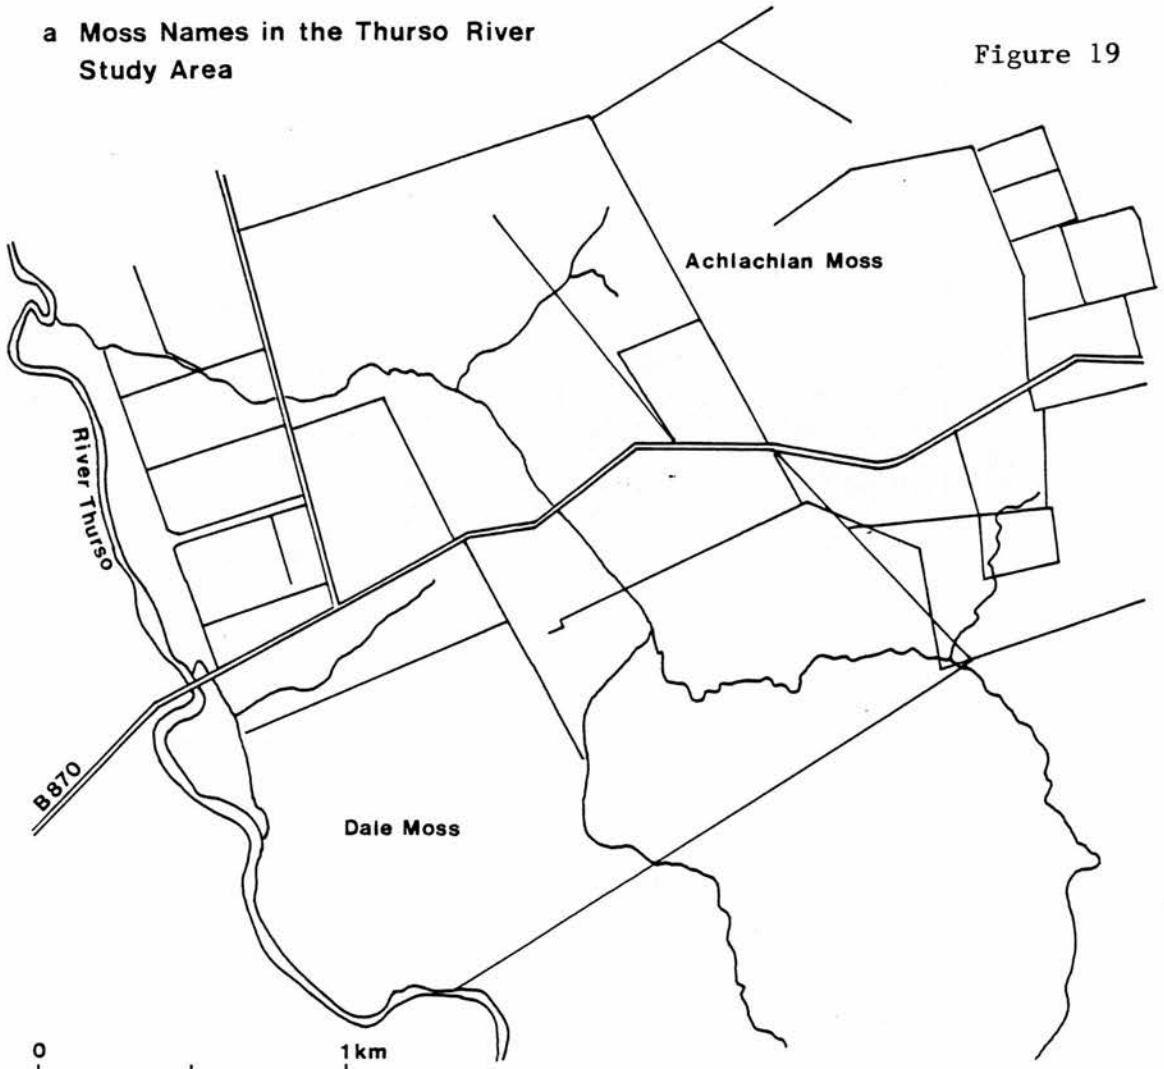 a Moss Names in the Thurso River
Study Area
Figure 19
Achlachlan Moss
River Thurso
B870
Dale Moss
0 1km